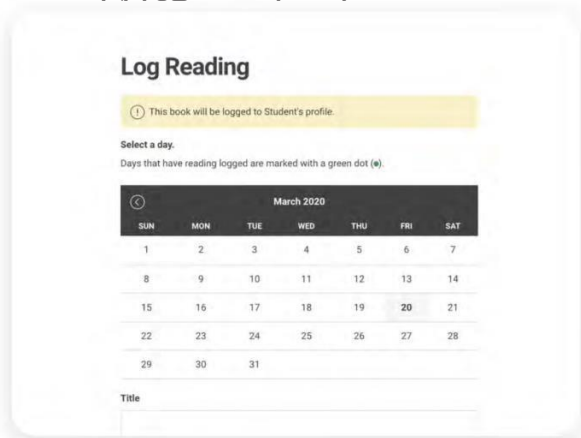 Log Reading
This book will be logged to Student's profile.
Select a day.
Days that have reading logged are marked with a green dot (●).
March 2020
SUN MON TUE WED THU FRI SAT
1 2 3 4 5 6 7
8 9 10 11 12 13 14
15 16 17 18 19 20 21
22 23 24 25 26 27 28
29 30 31
Title